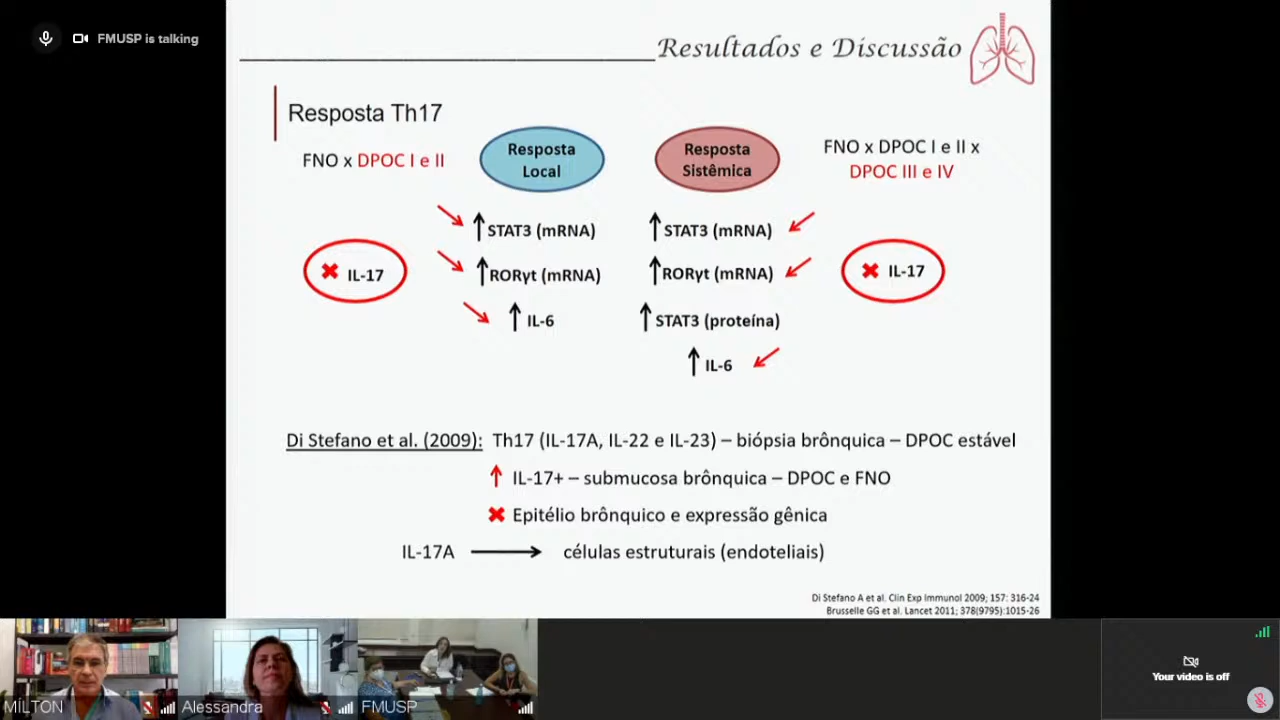 FMUSP is talking
Resultados e Discussão
Resposta Th17
FNO x DPOC I e II
Resposta
Local
Resposta
Sistêmica
FNO x DPOC I e II x
DPOC III e IV
STAT3 (mRNA)
RORγt (mRNA)
IL-6
IL-17
STAT3 (mRNA)
RORγt (mRNA)
STAT3 (proteína)
IL-6
IL-17
Di Stefano et al. (2009): Th17 (IL-17A, IL-22 e IL-23) – biópsia brônquica – DPOC estável
IL-17+ – submucosa brônquica – DPOC e FNO
Epitélio brônquico e expressão gênica
IL-17A células estruturais (endoteliais)
Di Stefano A et al. Clin Exp Immunol 2009; 157: 316-24
Brusselle GG et al. Lancet 2011; 378(9795):1015-26
MÍLTON
Alessandra
FMUSP
Your video is off